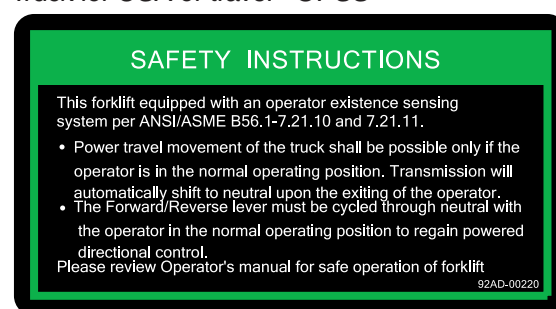 SAFETY INSTRUCTIONS
This forklift equipped with an operator existence sensing
system per ANSI/ASME B56.1-7.21.10 and 7.21.11.
• Power travel movement of the truck shall be possible only if the
operator is in the normal operating position. Transmission will
automatically shift to neutral upon the exiting of the operator.
• The Forward/Reverse lever must be cycled through neutral with
the operator in the normal operating position to regain powered
directional control.
Please review Operator's manual for safe operation of forklift
92AD-00220